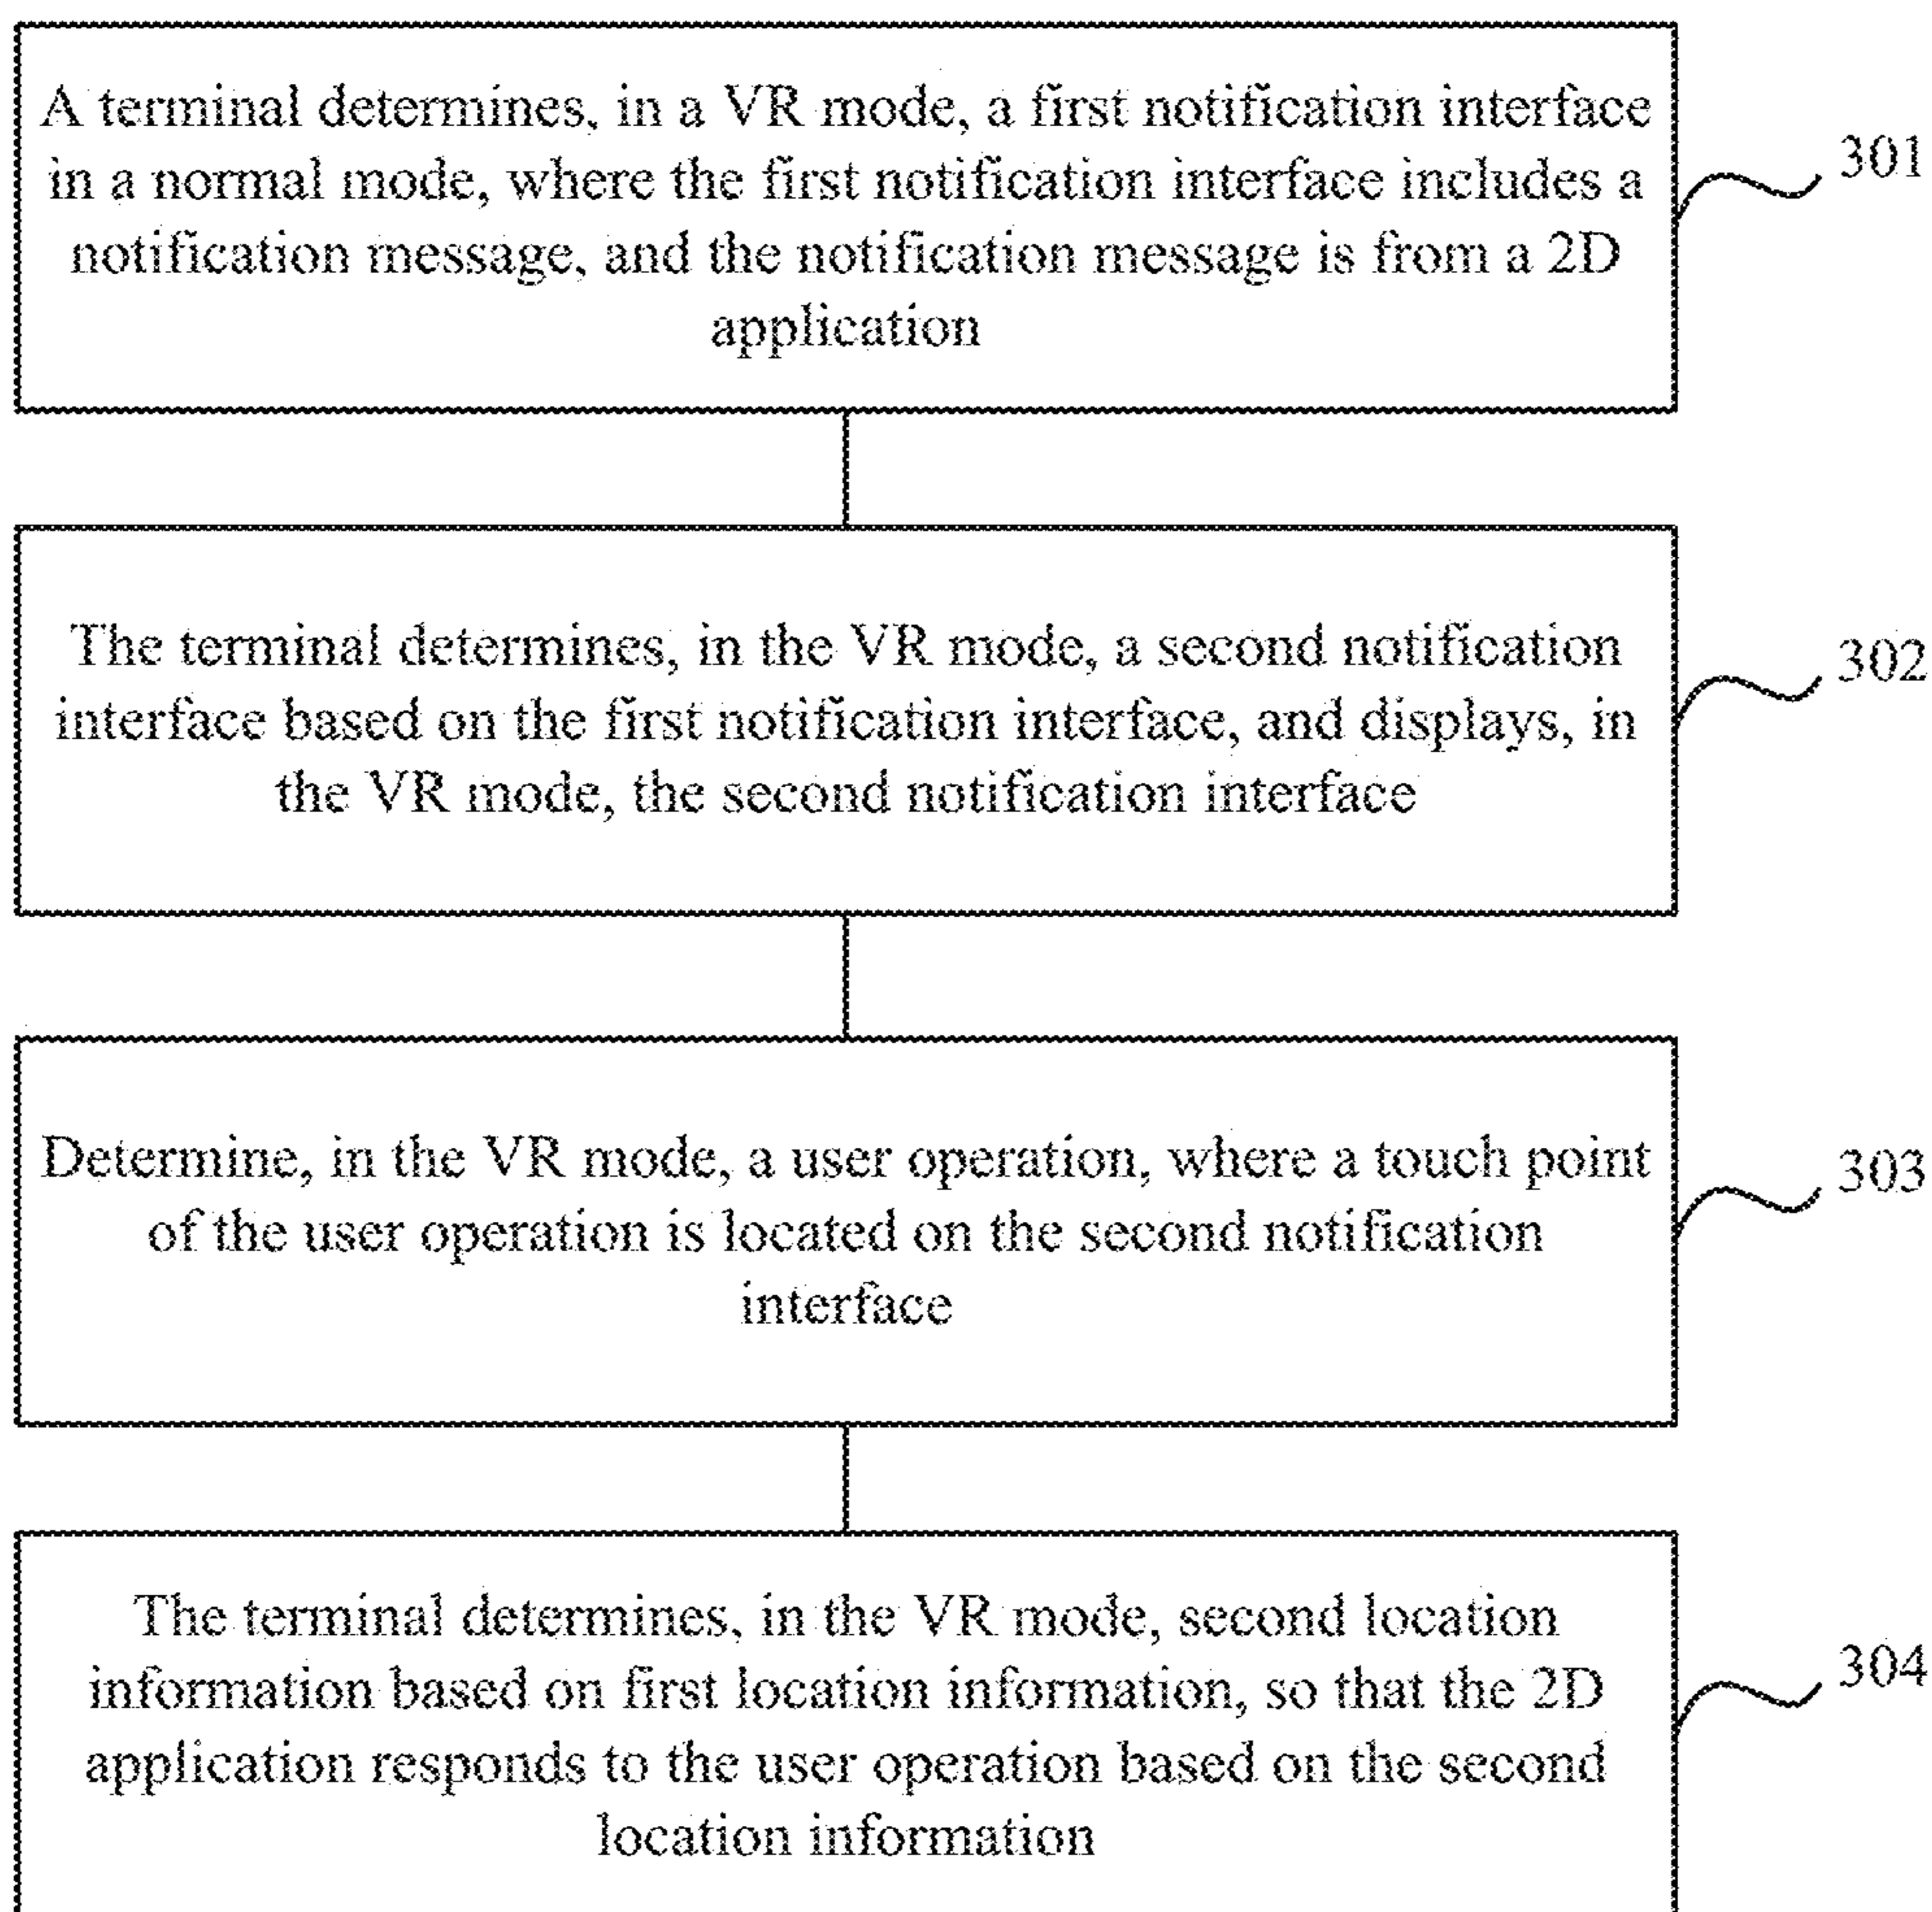 A terminal determines, in a VR mode, a first notification interface
in a normal mode, where the first notification interface includes a
notification message, and the notification message is from a 2D
application
301
The terminal determines, in the VR mode, a second notification
interface based on the first notification interface, and displays, in
the VR mode, the second notification interface
302
Determine, in the VR mode, a user operation, where a touch point
of the user operation is located on the second notification
interface
303
The terminal determines, in the VR mode, second location
information based on first location information, so that the 2D
application responds to the user operation based on the second
location information
304